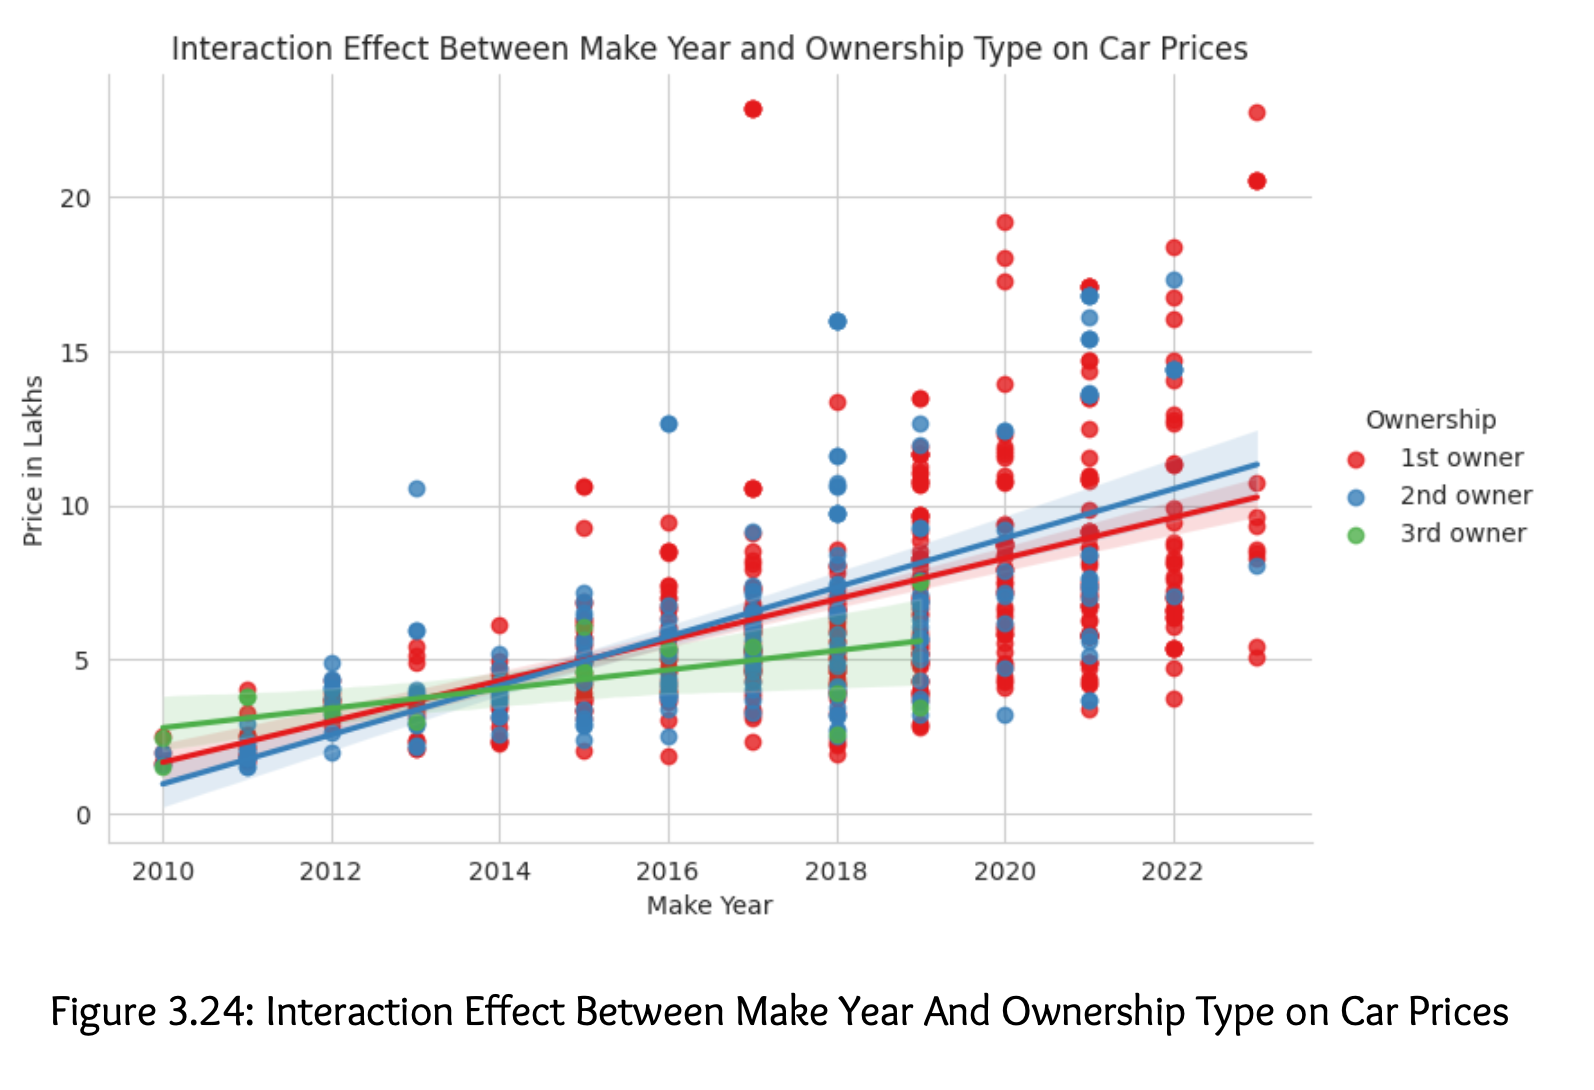 Interaction Effect Between Make Year and Ownership Type on Car Prices
20
15
10
5
0
Price in Lakhs
2010 2012 2014 2016 2018 2020 2022
Make Year
Ownership
1st owner
2nd owner
3rd owner
Figure 3.24: Interaction Effect Between Make Year And Ownership Type on Car Prices